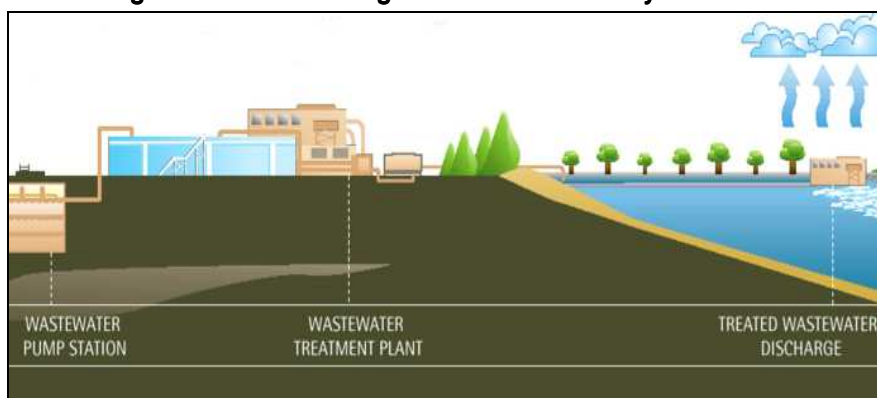 WASTEWATER
PUMP STATION
WASTEWATER
TREATMENT PLANT
TREATED WASTEWATER
DISCHARGE